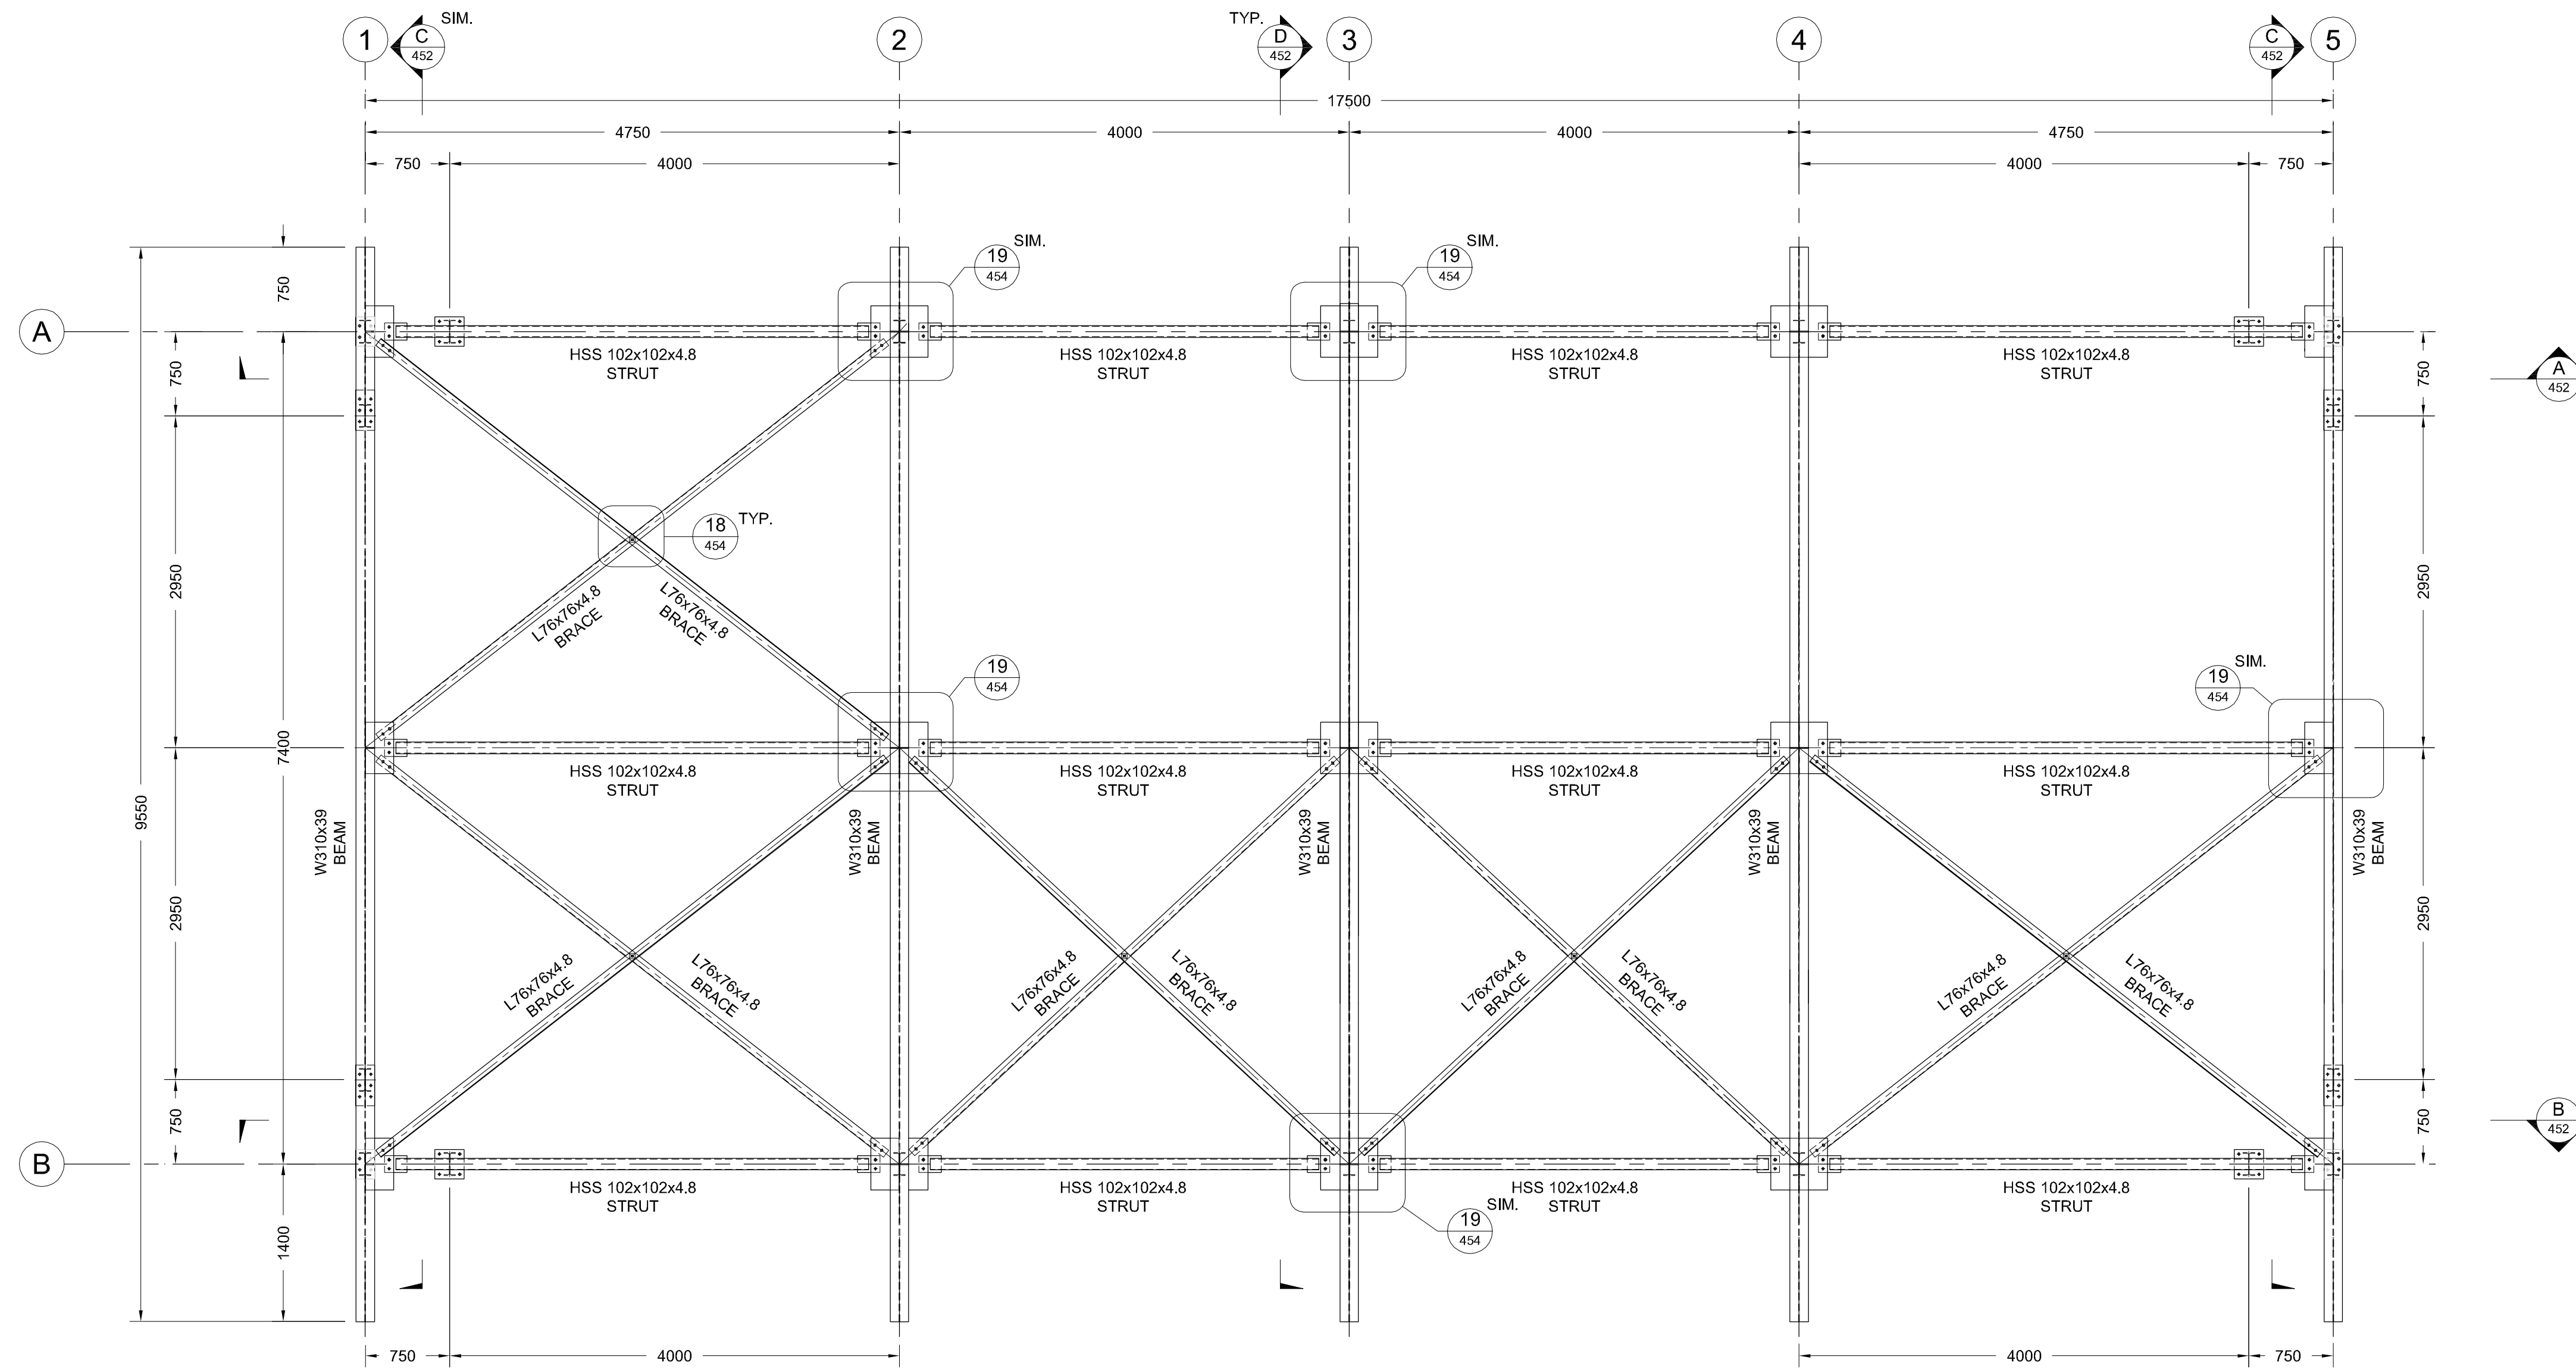 SIM.
TYP.
1
C
452
2
D
452
3
4
C
452
5
17500
4750
4000
4000
4750
750
4000
4000
750
SIM.
19
454
SIM.
19
454
750
A
HSS 102x102x4.8
STRUT
HSS 102x102x4.8
STRUT
HSS 102x102x4.8
STRUT
HSS 102x102x4.8
STRUT
750
750
A
452
18
454
TYP.
2950
2950
L76x76x4.8
BRACE
L76x76x4.8
BRACE
19
454
SIM.
19
454
7400
HSS 102x102x4.8
STRUT
HSS 102x102x4.8
STRUT
HSS 102x102x4.8
STRUT
HSS 102x102x4.8
STRUT
9550
W310x39
BEAM
W310x39
BEAM
W310x39
BEAM
W310x39
BEAM
W310x39
BEAM
2950
2950
L76x76x4.8
BRACE
L76x76x4.8
BRACE
L76x76x4.8
BRACE
L76x76x4.8
BRACE
L76x76x4.8
BRACE
L76x76x4.8
BRACE
L76x76x4.8
BRACE
L76x76x4.8
BRACE
750
750
B
452
B
HSS 102x102x4.8
STRUT
HSS 102x102x4.8
STRUT
HSS 102x102x4.8
STRUT
HSS 102x102x4.8
STRUT
SIM.
19
454
1400
750
4000
4000
750